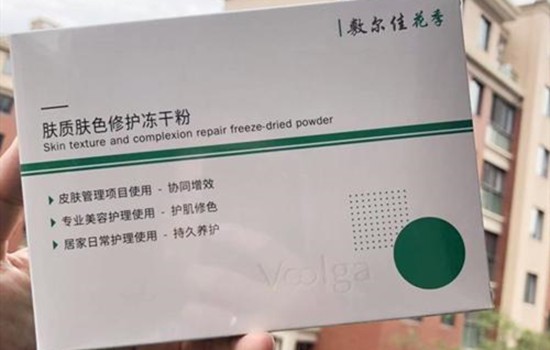 敷尔佳花季
肤质肤色修护冻干粉
Skin texture and complexion repair freeze-dried powder
皮肤管理项目使用 - 协同增效
专业美容护理使用 - 护肌修色
居家日常护理使用 - 持久养护
Voolga